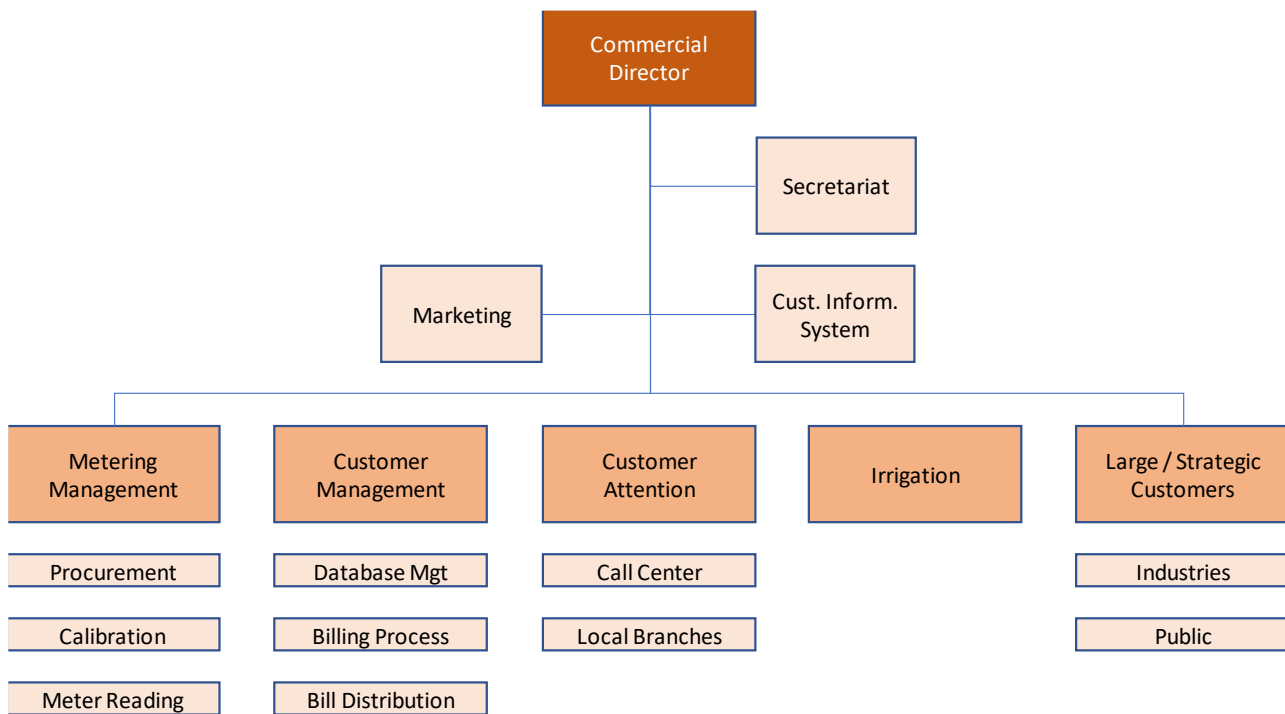 Commercial
Director
Secretariat
Marketing
Cust. Inform.
System
Metering
Management
Customer
Management
Customer
Attention
Irrigation
Large / Strategic
Customers
Procurement
Database Mgt
Call Center
Industries
Calibration
Billing Process
Local Branches
Public
Meter Reading
Bill Distribution